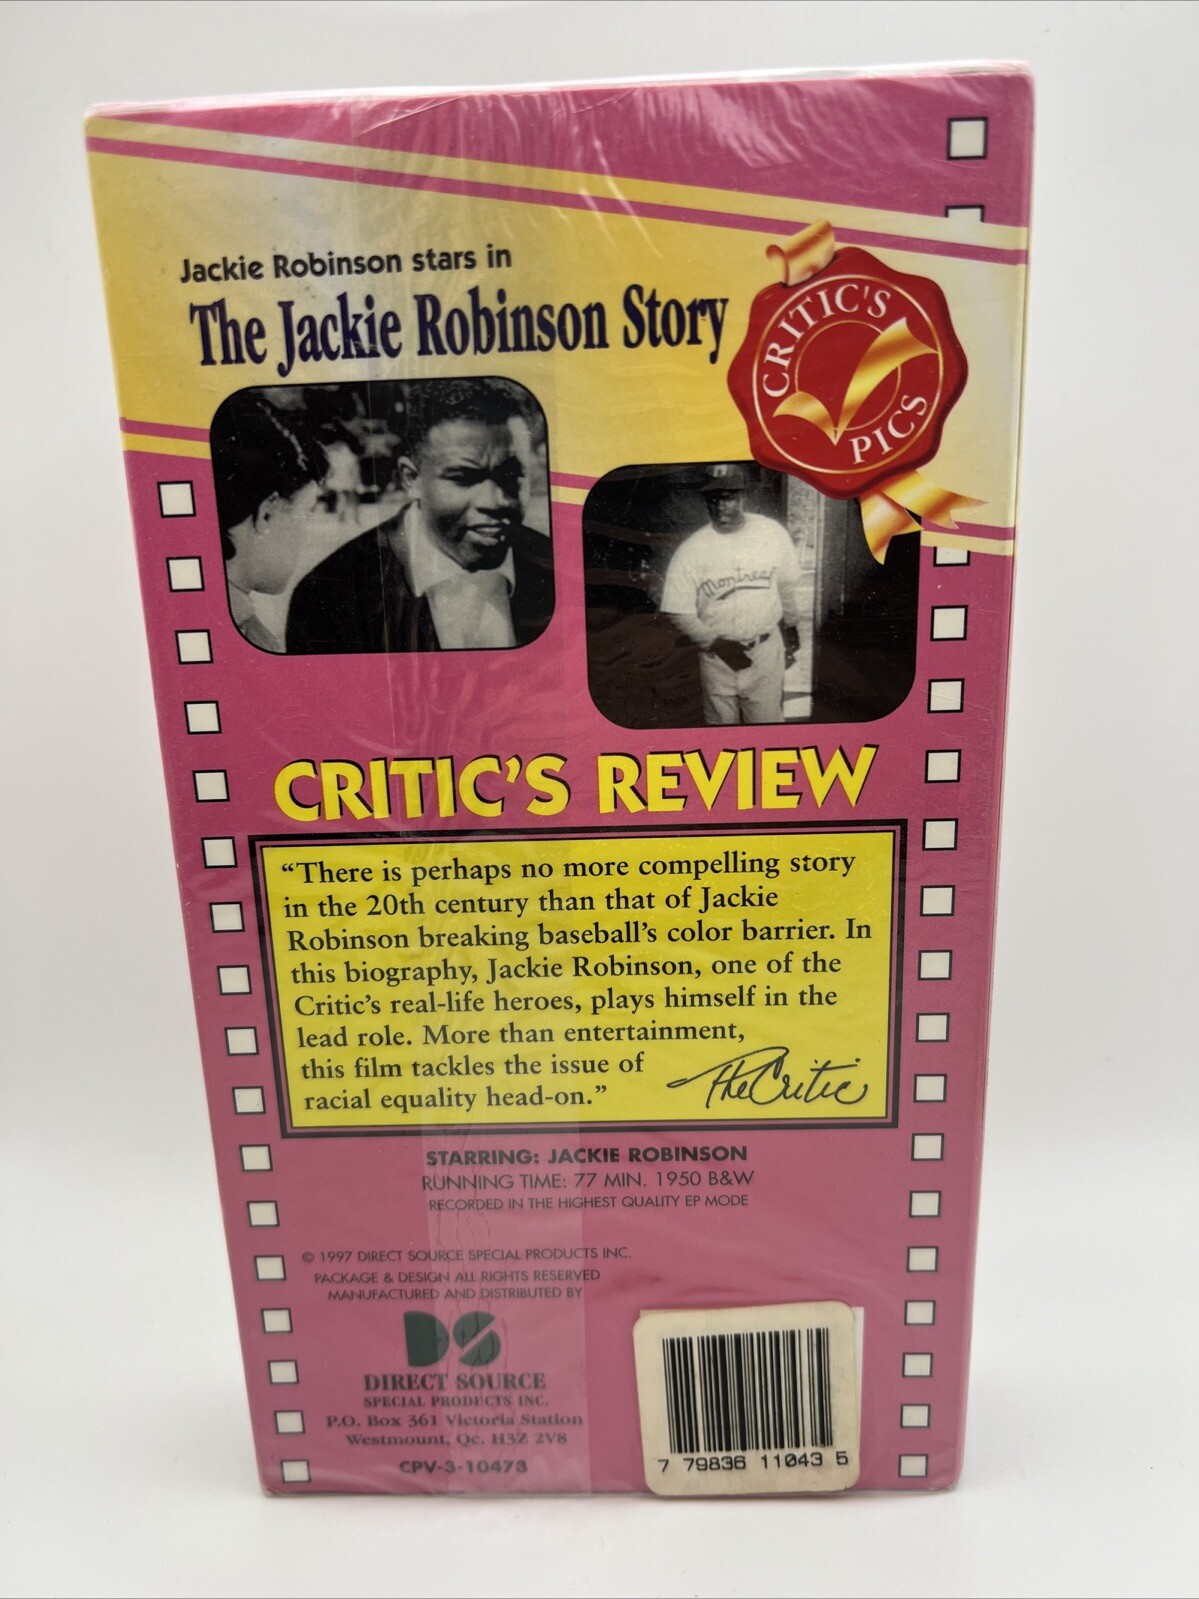 Jackie Robinson stars in
The Jackie Robinson Story
CRITIC'S
PICS
Montreal
CRITIC'S REVIEW
“There is perhaps no more compelling story
in the 20th century than that of Jackie
Robinson breaking baseball's color barrier. In
this biography, Jackie Robinson, one of the
Critic's real-life heroes, plays himself in the
lead role. More than entertainment,
this film tackles the issue of
racial equality head-on.”
The Critic
STARRING: JACKIE ROBINSON
RUNNING TIME: 77 MIN. 1950 B&W
RECORDED IN THE HIGHEST QUALITY EP MODE
© 1997 DIRECT SOURCE SPECIAL PRODUCTS INC.
PACKAGE & DESIGN ALL RIGHTS RESERVED
MANUFACTURED AND DISTRIBUTED BY
DS
DIRECT SOURCE
SPECIAL PRODUCTS INC.
P.O. Box 361 Victoria Station
Westmount, Qc. H3Z 2V8
CPV-3-10473
7 79836 11043 5